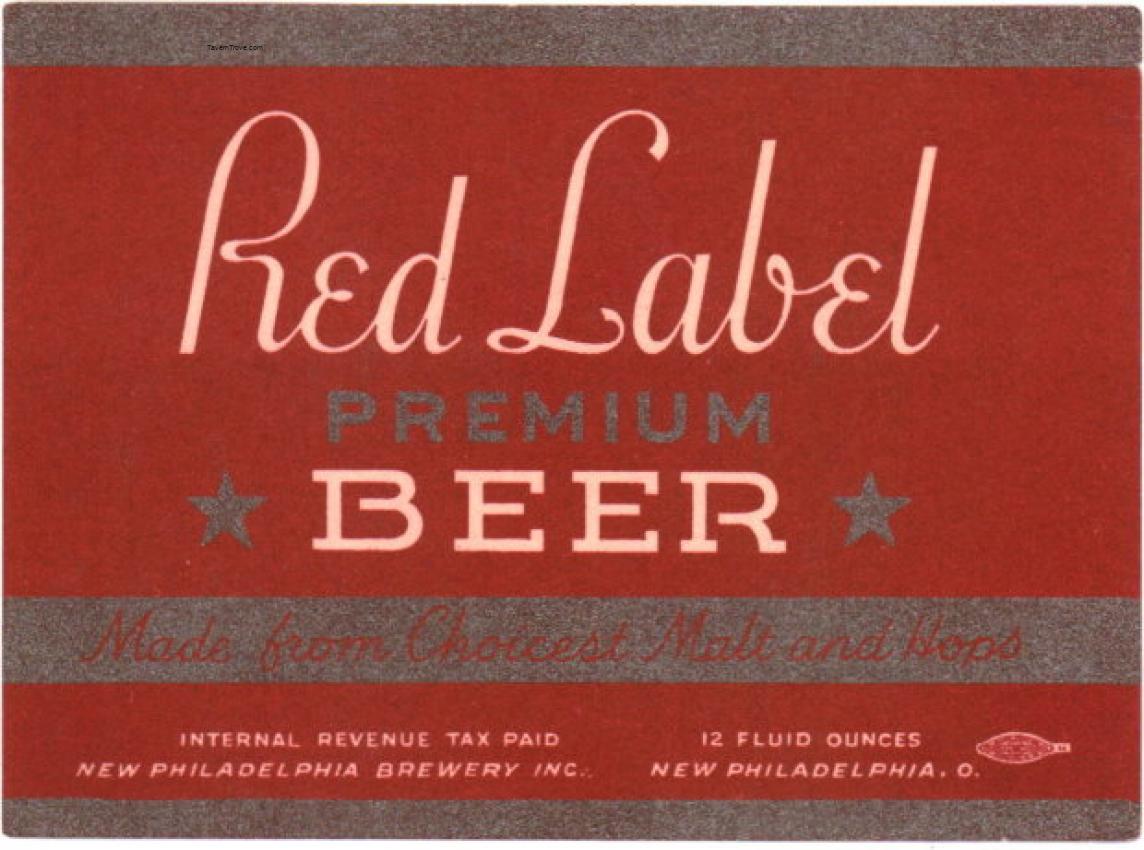 TavernTrove.com
Red Label
PREMIUM
BEER
Made from Choicest Malt and Hops
INTERNAL REVENUE TAX PAID
NEW PHILADELPHIA BREWERY INC.
12 FLUID OUNCES
NEW PHILADELPHIA, O.